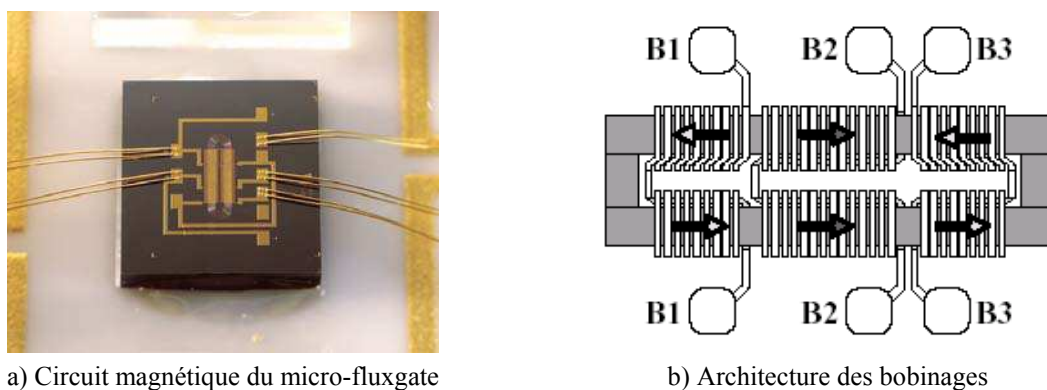 B1 B2 B3
B1 B2 B3
a) Circuit magnétique du micro-fluxgate
b) Architecture des bobinages